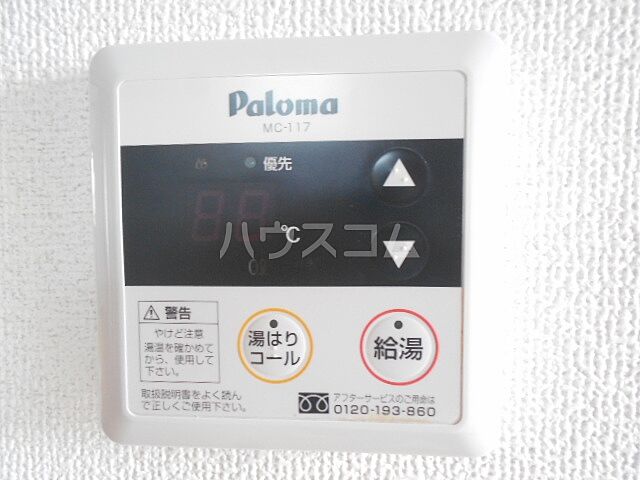 Paloma
MC-117
優先
88
℃
ハウスコム
警告
やけど注意
湯温を確かめて
から、使用して
下さい。
湯はり
コール
給湯
取扱説明書をよく読ん
で正しくご使用下さい。
アフターサービスのご用命は
0120-193-860